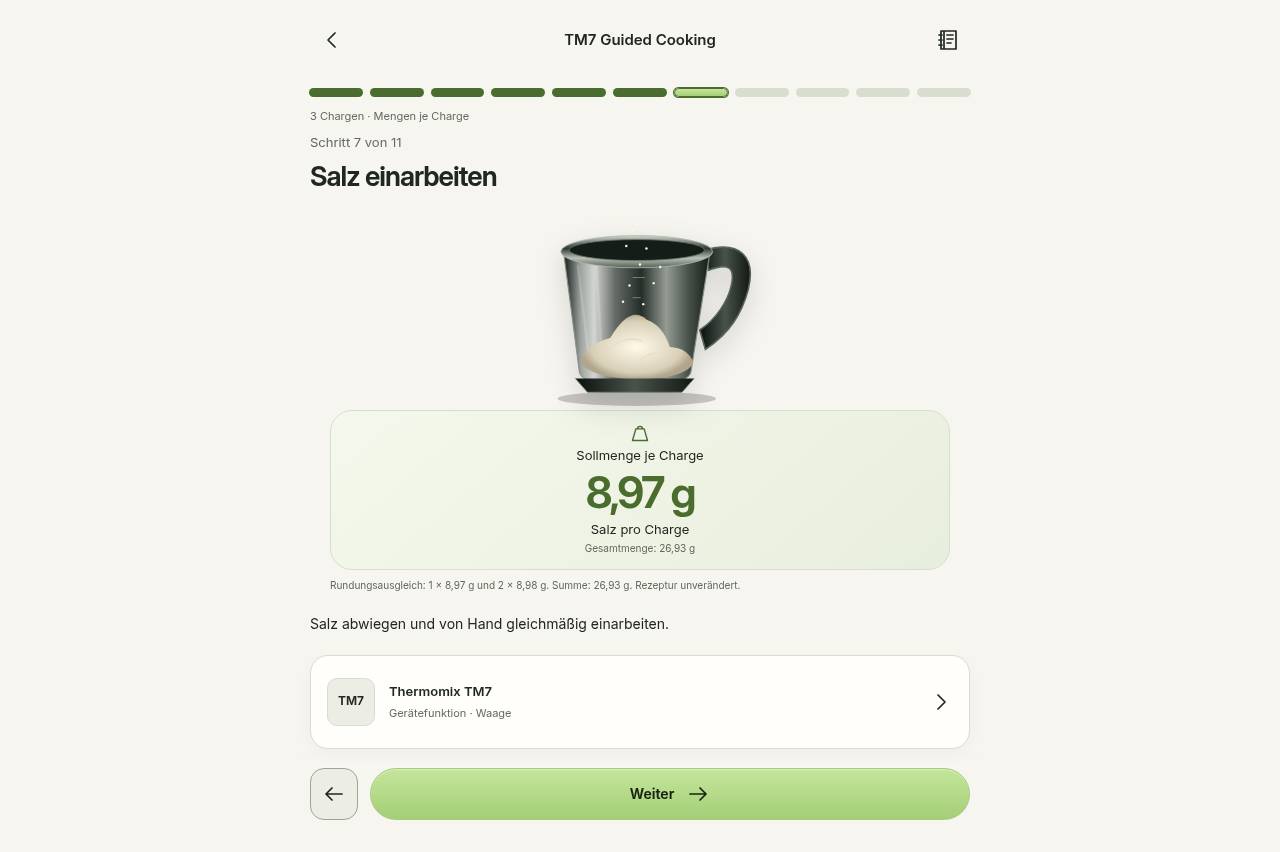 TM7 Guided Cooking
3 Chargen · Mengen je Charge
Schritt 7 von 11
Salz einarbeiten
Sollmenge je Charge
8,97 g
Salz pro Charge
Gesamtmenge: 26,93 g
Rundungsausgleich: 1 × 8,97 g und 2 × 8,98 g. Summe: 26,93 g. Rezeptur unverändert.
Salz abwiegen und von Hand gleichmäßig einarbeiten.
TM7
Thermomix TM7
Gerätefunktion · Waage
Weiter